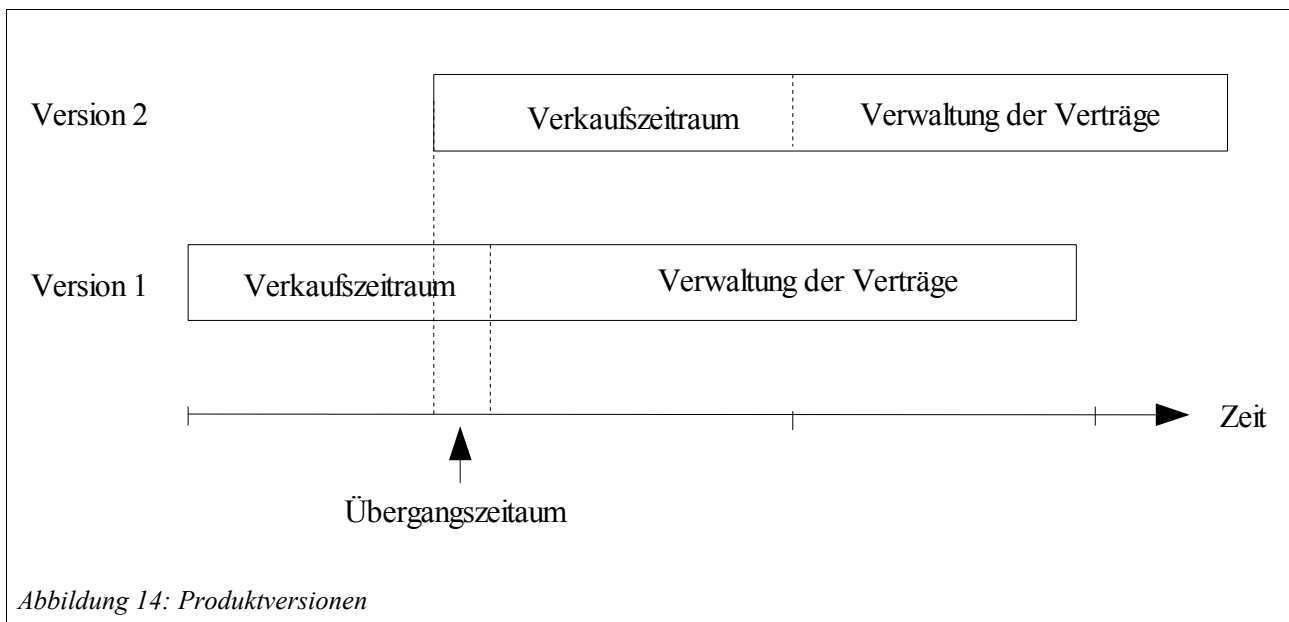 Version 2
Verkaufszeitraum
Verwaltung der Verträge
Version 1
Verkaufszeitraum
Verwaltung der Verträge
Zeit
Übergangszeitaum
Abbildung 14: Produktversionen